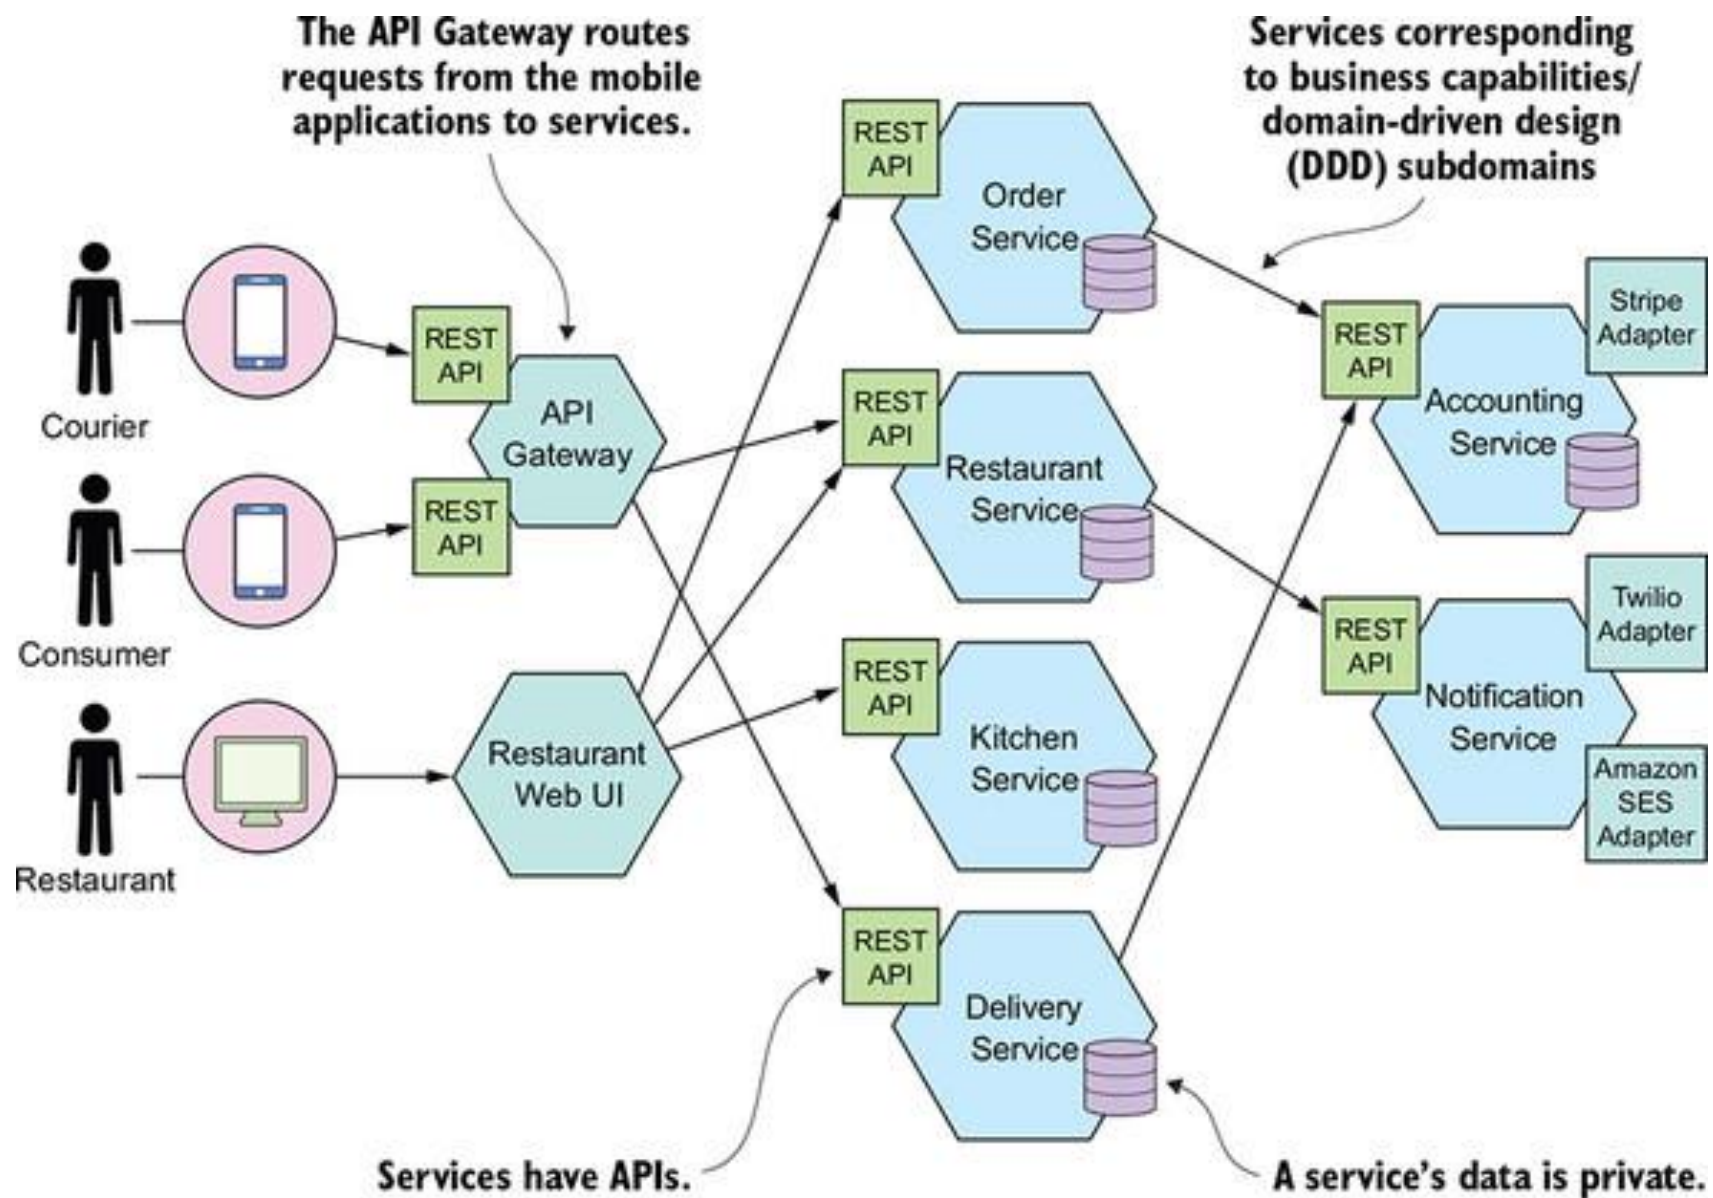 The API Gateway routes
requests from the mobile
applications to services.
Services corresponding
to business capabilities/
domain-driven design
(DDD) subdomains
REST
API
Order
Service
Courier
REST
API
API
Gateway
REST
API
Consumer
REST
API
Restaurant
Service
REST
API
Accounting
Service
Stripe
Adapter
Restaurant
Restaurant
Web UI
REST
API
Kitchen
Service
REST
API
Notification
Service
Twilio
Adapter
Amazon
SES
Adapter
REST
API
Delivery
Service
Services have APIs.
A service's data is private.